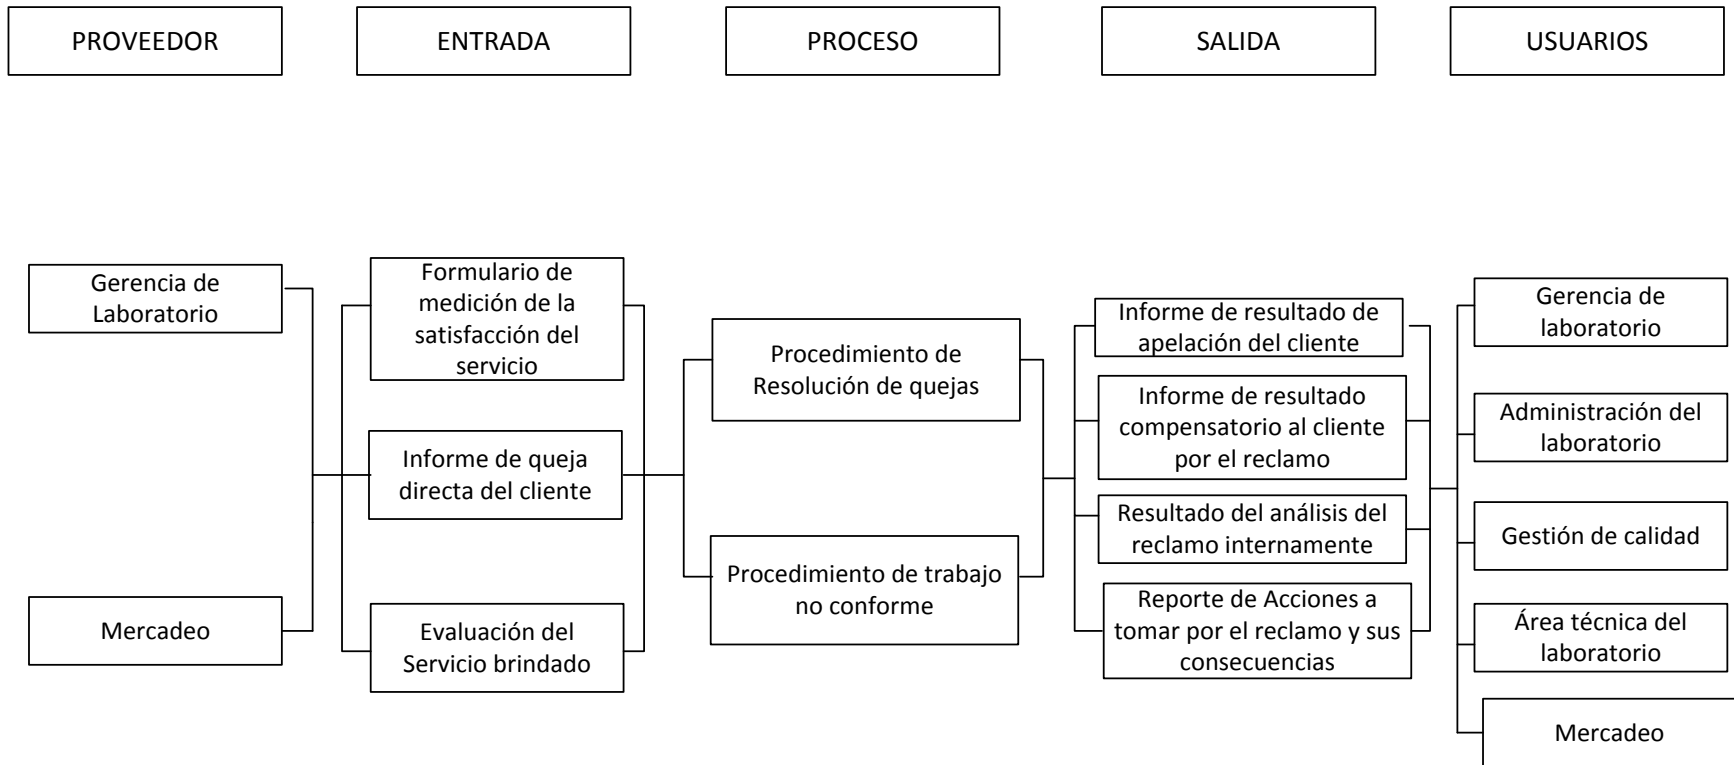 PROVEEDOR
ENTRADA
PROCESO
SALIDA
USUARIOS
Gerencia de
Laboratorio
Mercadeo
Formulario de
medición de la
satisfacción del
servicio
Informe de queja
directa del cliente
Evaluación del
Servicio brindado
Procedimiento de
Resolución de quejas
Procedimiento de trabajo
no conforme
Informe de resultado de
apelación del cliente
Informe de resultado
compensatorio al cliente
por el reclamo
Resultado del análisis del
reclamo internamente
Reporte de Acciones a
tomar por el reclamo y sus
consecuencias
Gerencia de
laboratorio
Administración del
laboratorio
Gestión de calidad
Área técnica del
laboratorio
Mercadeo